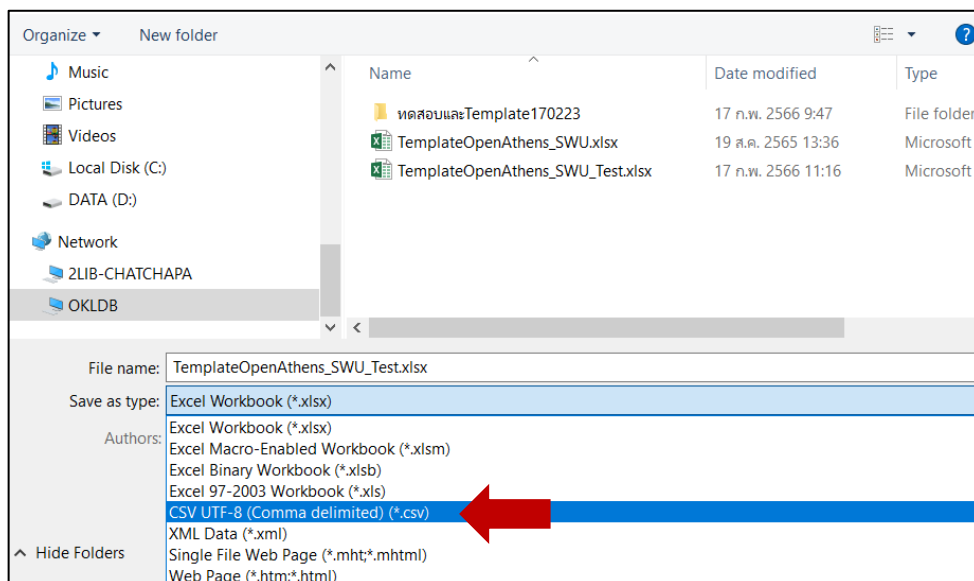 Organize New folder ?
Music
Pictures
Videos
Local Disk (C:)
DATA (D:)
Network
2LIB-CHATCHAPA
OKLDB
Name Date modified Type
ทดสอบและTemplate170223 17 ก.พ. 2566 9:47 File folder
TemplateOpenAthens_SWU.xlsx 19 ส.ค. 2565 13:36 Microsoft
TemplateOpenAthens_SWU_Test.xlsx 17 ก.พ. 2566 11:16 Microsoft
File name: TemplateOpenAthens_SWU_Test.xlsx
Save as type: Excel Workbook (*.xlsx)
Authors:
Excel Workbook (*.xlsx)
Excel Macro-Enabled Workbook (*.xlsm)
Excel Binary Workbook (*.xlsb)
Excel 97-2003 Workbook (*.xls)
CSV UTF-8 (Comma delimited) (*.csv)
XML Data (*.xml)
Single File Web Page (*.mht;*.mhtml)
Web Page (*.htm;*.html)
Hide Folders